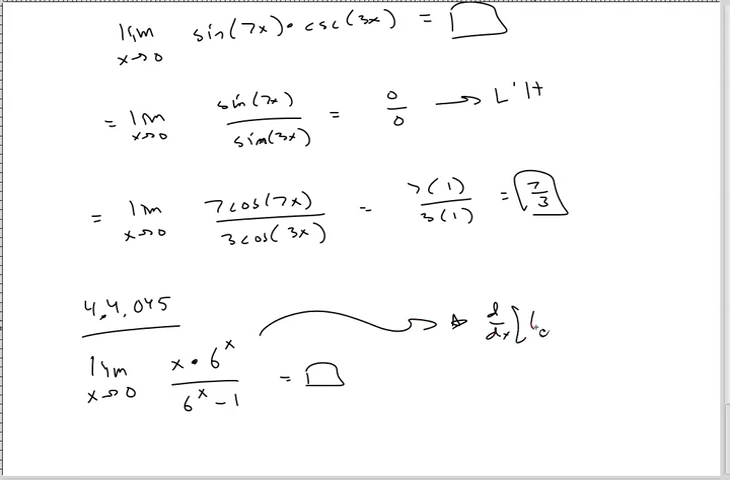 lim x→0 sin(7x)·csc(3x) = □
= lim x→0 sin(7x)/sin(3x) = 0/0 → L'H
= lim x→0 7cos(7x)/3cos(3x) = 7(1)/3(1) = 7/3
4.4.045
lim x→0 x·6^x/6^x-1 = □ → * d/dx[6